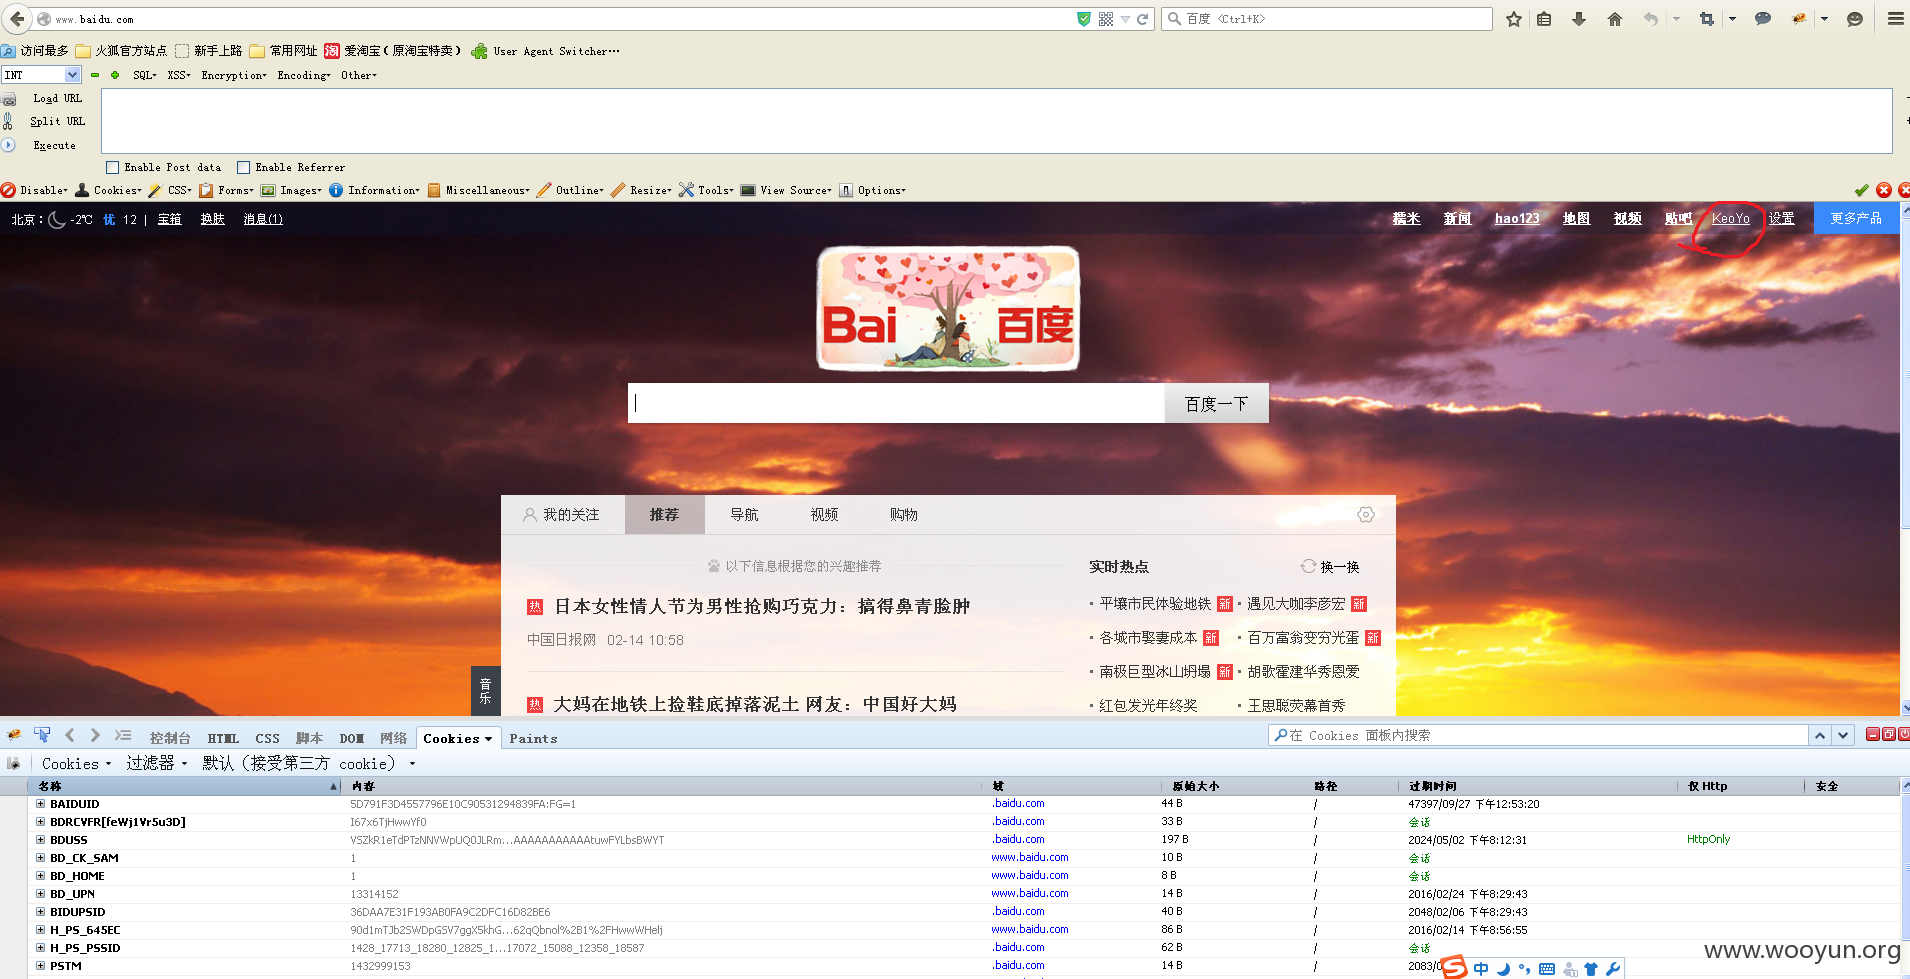 www.baidu.com 百度 <Ctrl+K>
访问最多 火狐官方站点 新手上路 常用网址 淘 爱淘宝（原淘宝特卖） User Agent Switcher…
INT SQL XSS Encryption Encoding Other
Load URL
Split URL
Execute
Enable Post data Enable Referrer
Disable Cookies CSS Forms Images Information Miscellaneous Outline Resize Tools View Source Options
北京： -2℃ 优 12 | 宝箱 换肤 消息(1) 糯米 新闻 hao123 地图 视频 贴吧 KeoYo 设置 更多产品
Bai 百度
百度一下
我的关注 推荐 导航 视频 购物
以下信息根据您的兴趣推荐 实时热点 换一换
热 日本女性情人节为男性抢购巧克力：搞得鼻青脸肿
中国日报网 02-14 10:58
· 平壤市民体验地铁 新 · 遇见大咖李彦宏 新
· 各城市娶妻成本 新 · 百万富翁变穷光蛋 新
· 南极巨型冰山坍塌 新 · 胡歌霍建华秀恩爱
· 红包发光年终奖 · 王思聪荧幕首秀
音乐
热 大妈在地铁上捡鞋底掉落泥土 网友：中国好大妈
控制台 HTML CSS 脚本 DOM 网络 Cookies Paints 在 Cookies 面板内搜索
Cookies 过滤器 默认（接受第三方 cookie）
名称 内容 域 原始大小 路径 过期时间 仅 Http 安全
BAIDUID 5D791F3D4557796E10C90531294839FA:FG=1 .baidu.com 44 B / 47397/09/27 下午12:53:20
BDRCVFR[feWj1Vr5u3D] I67x6TjHwwYf0 .baidu.com 33 B / 会话
BDUSS VSZkR1eTdPTzNNVWpUQ0JLRm...AAAAAAAAAAAtuwFYLbsBWYT .baidu.com 197 B / 2024/05/02 下午8:12:31 HttpOnly
BD_CK_SAM 1 www.baidu.com 10 B / 会话
BD_HOME 1 www.baidu.com 8 B / 会话
BD_UPN 13314152 www.baidu.com 14 B / 2016/02/24 下午8:29:43
BIDUPSID 36DAA7E31F193AB0FA9C2DFC16D82BE6 .baidu.com 40 B / 2048/02/06 下午8:29:43
H_PS_645EC 90d1mTJb2SWDpGSV7ggX5khG...62qQbnol%2B1%2FHwwWHelj www.baidu.com 86 B / 2016/02/14 下午8:56:55
H_PS_PSSID 1428_17713_18280_12825_1...17072_15088_12358_18587 .baidu.com 62 B / 会话
PSTM 1432999153 .baidu.com 14 B / 2083/0
中
www.wooyun.org